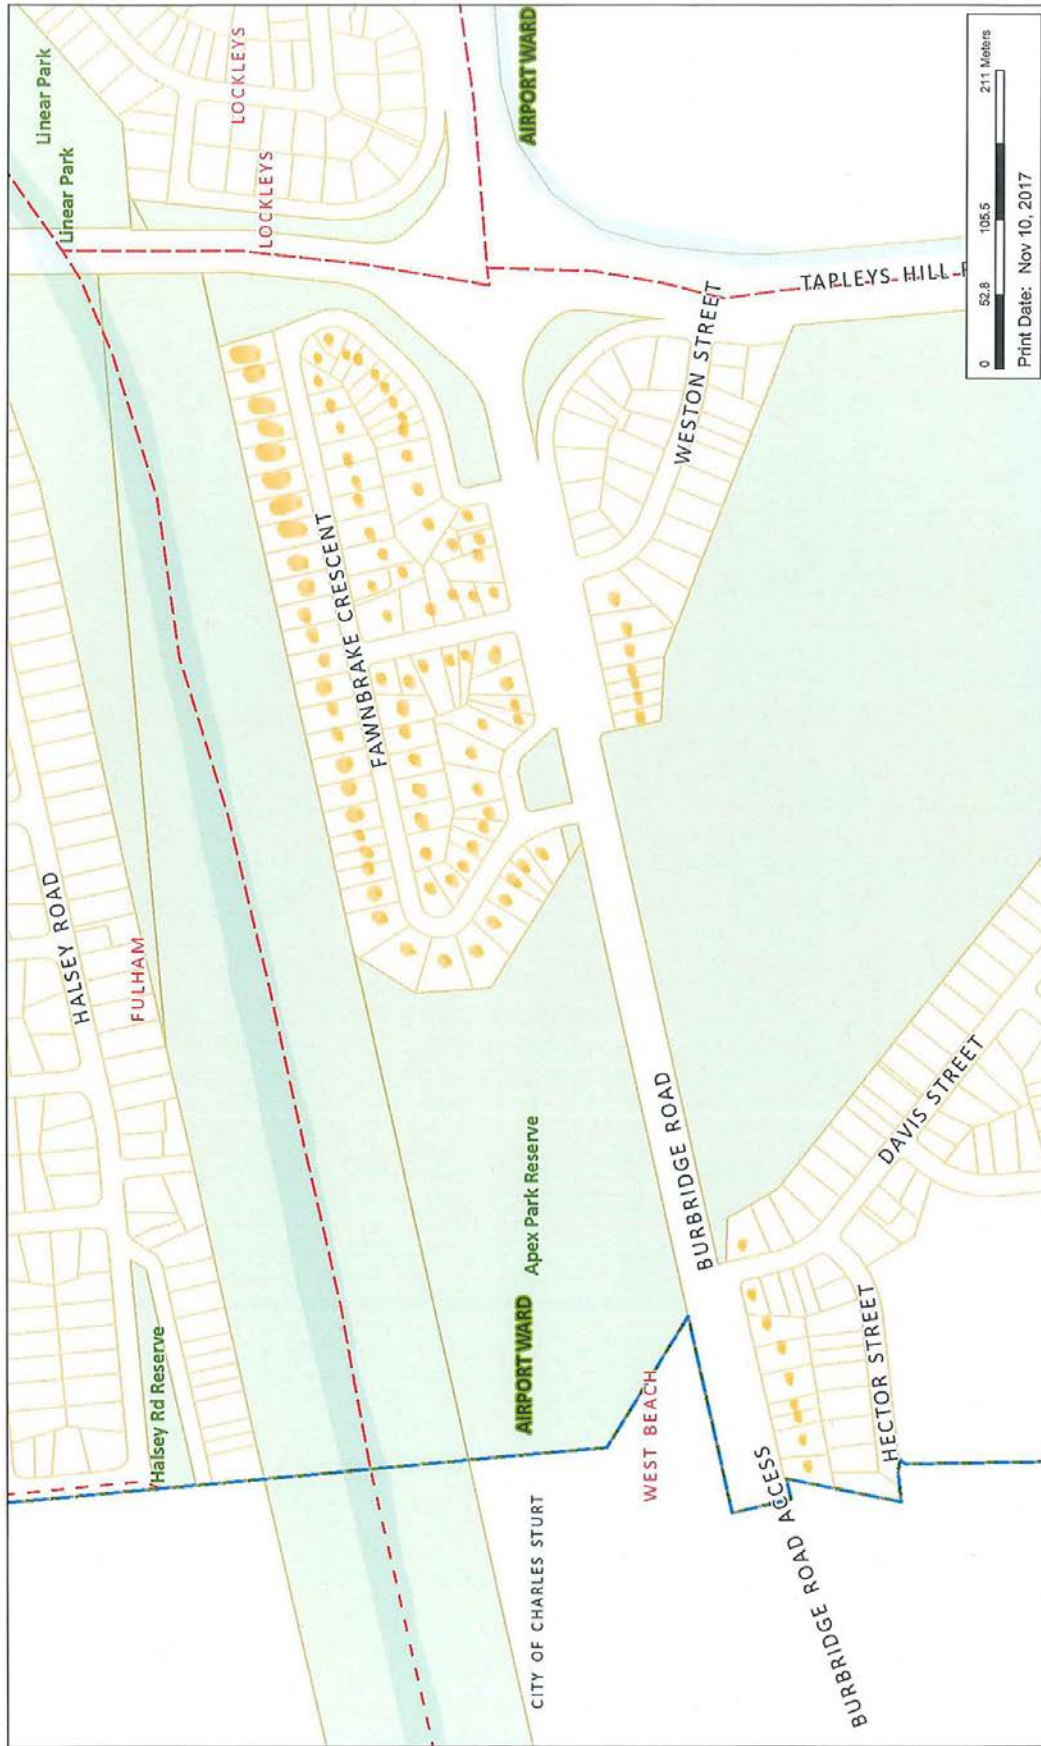 Linear Park
Linear Park
LOCKLEYS
LOCKLEYS
AIRPORT WARD
TAPLEYS HILL
WESTON STREET
FAWNBRAKE CRESCENT
HALSEY ROAD
FULHAM
BURBRIDGE ROAD
DAVIS STREET
Apex Park Reserve
AIRPORT WARD
Halsey Rd Reserve
WEST BEACH
HECTOR STREET
CITY OF CHARLES STURT
BURBRIDGE ROAD ACCESS
0 52.8 105.5 211 Meters
Print Date: Nov 10, 2017